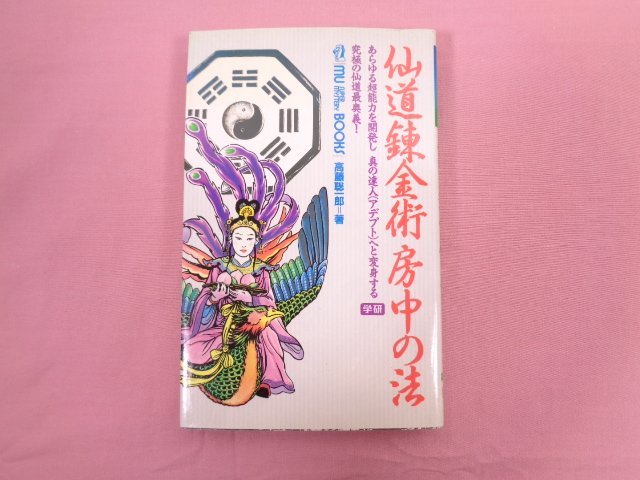 仙道錬金術房中の法
あらゆる超能力を開発し 真の達人〈アデプト〉へと変身する
究極の仙道最奥義！
MU SUPER MYSTERY BOOKS
高藤聡一郎＝著
学研